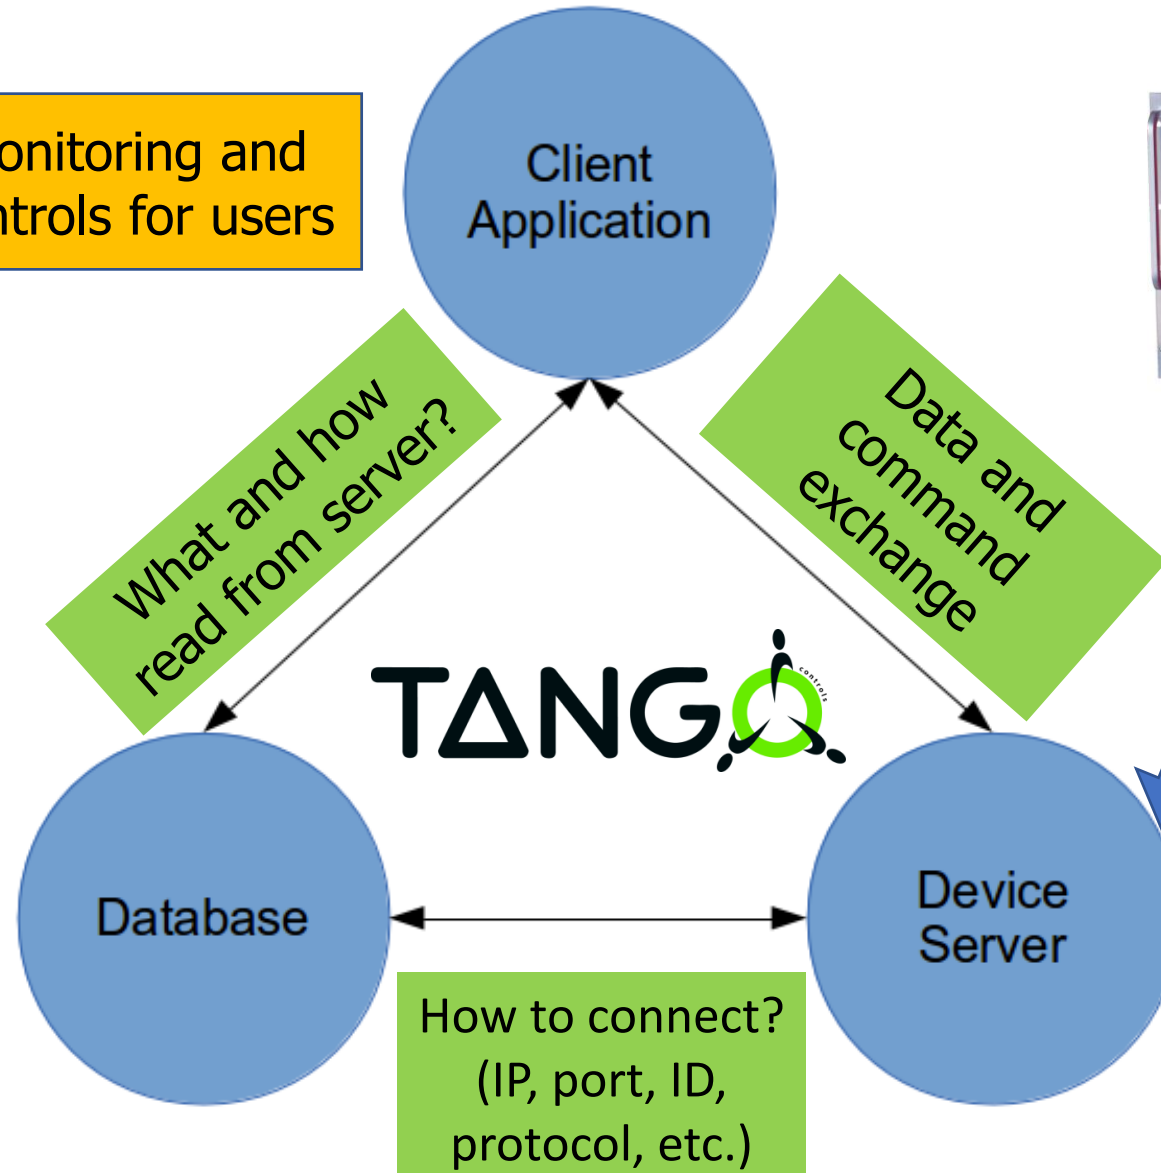 Client
Application
onitoring and
ntrols for users
What and how
read from server?
Data and
command
exchange
TANGO
controls
Database
Device
Server
How to connect?
(IP, port, ID,
protocol, etc.)